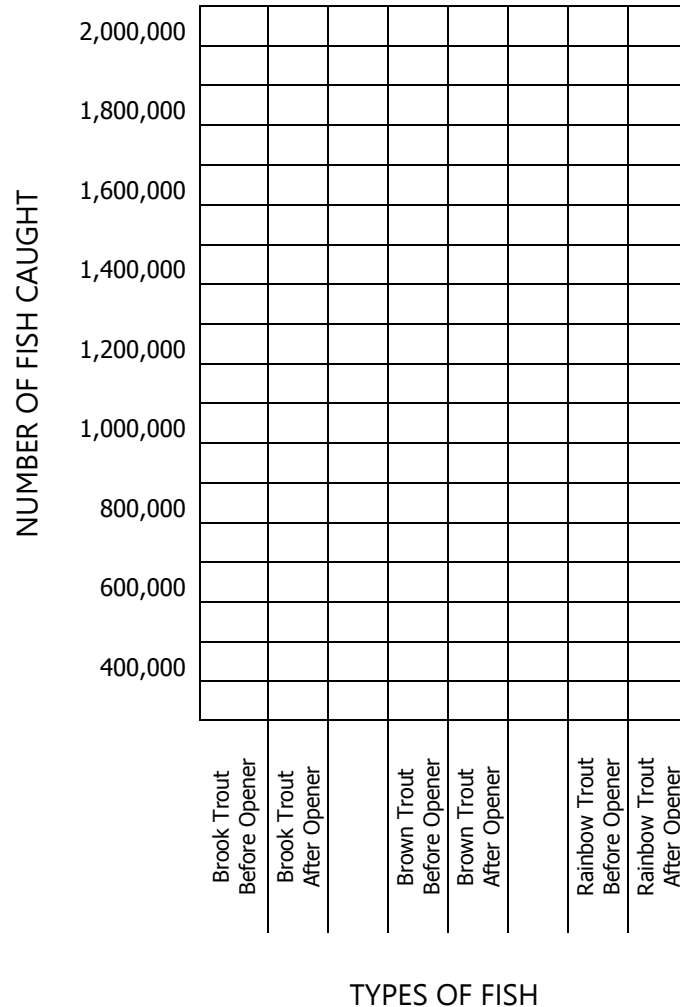 2,000,000
1,800,000
1,600,000
1,400,000
1,200,000
1,000,000
800,000
600,000
400,000
NUMBER OF FISH CAUGHT
Brook Trout
Before Opener
Brook Trout
After Opener
Brown Trout
Before Opener
Brown Trout
After Opener
Rainbow Trout
Before Opener
Rainbow Trout
After Opener
TYPES OF FISH